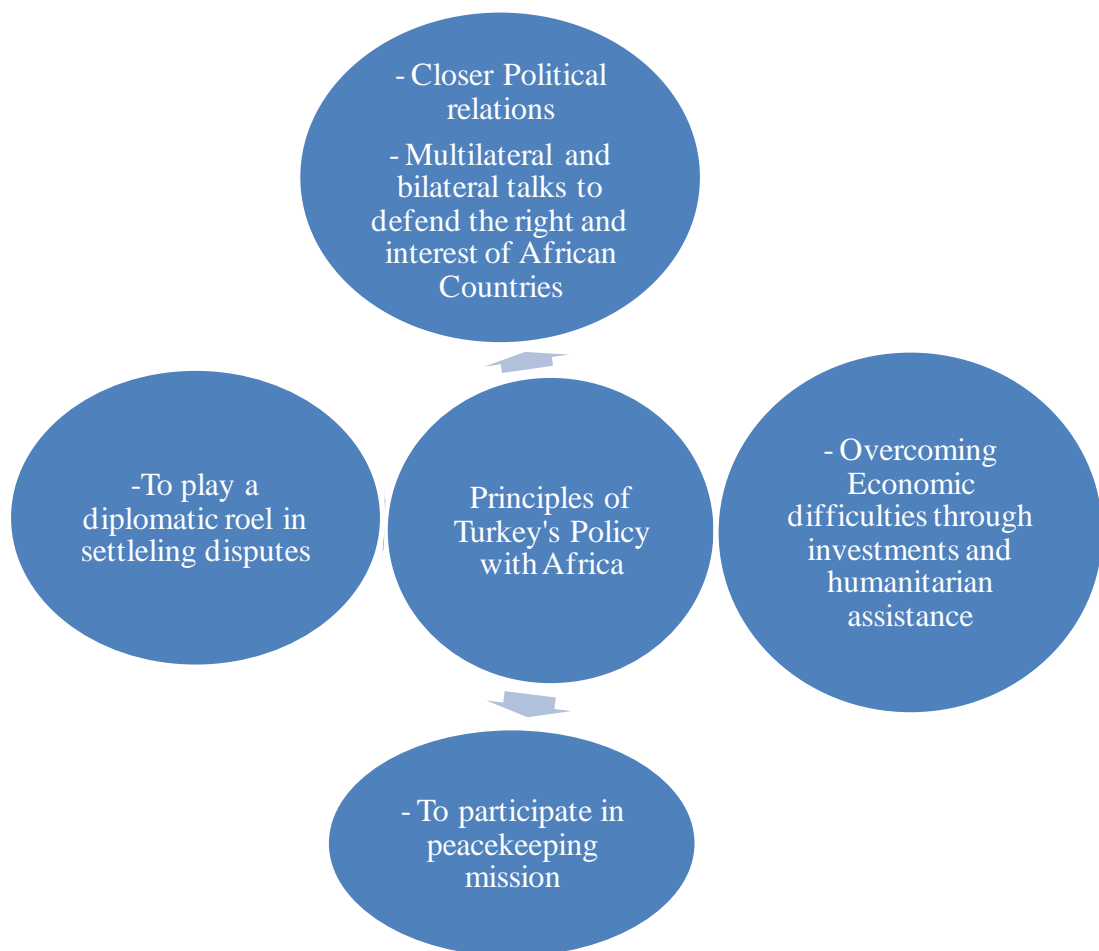 - Closer Political
relations
- Multilateral and
bilateral talks to
defend the right and
interest of African
Countries
-To play a
diplomatic roel in
settleling disputes
Principles of
Turkey's Policy
with Africa
- Overcoming
Economic
difficulties through
investments and
humanitarian
assistance
- To participate in
peacekeeping
mission